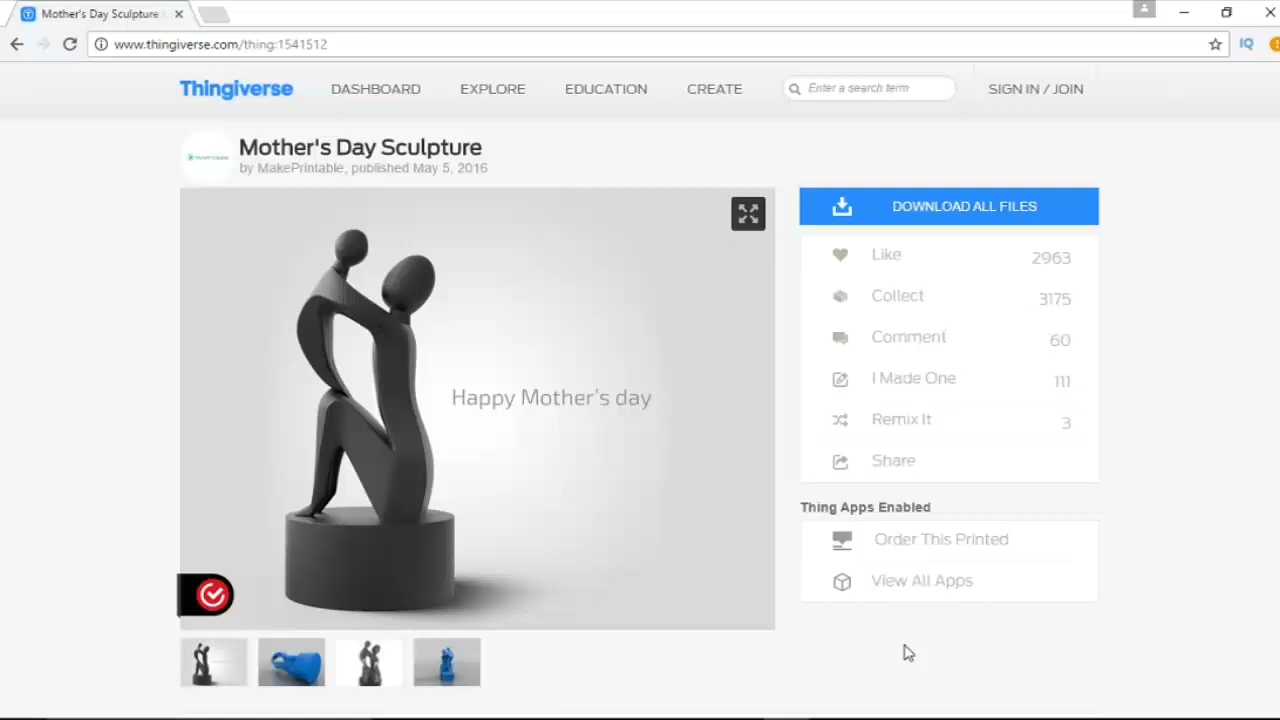 Mother's Day Sculpture
www.thingiverse.com/thing:1541512
IQ
Thingiverse
DASHBOARD
EXPLORE
EDUCATION
CREATE
Enter a search term
SIGN IN / JOIN
Mother's Day Sculpture
by MakePrintable, published May 5, 2016
Happy Mother's day
DOWNLOAD ALL FILES
Like 2963
Collect 3175
Comment 60
I Made One 111
Remix It 3
Share
Thing Apps Enabled
Order This Printed
View All Apps